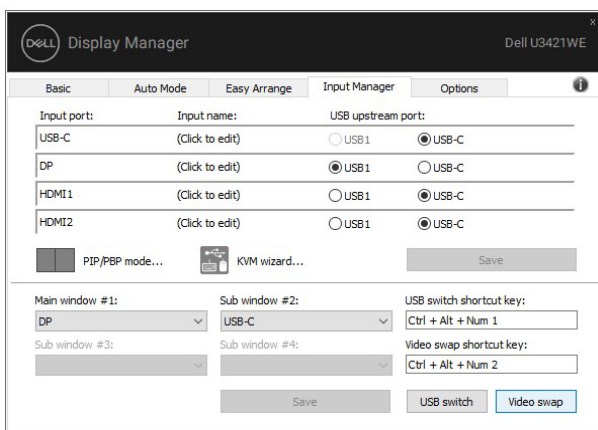 DELL Display Manager Dell U3421WE
x
Basic Auto Mode Easy Arrange Input Manager Options i
Input port: Input name: USB upstream port:
USB-C (Click to edit) USB1 USB-C
DP (Click to edit) USB1 USB-C
HDMI1 (Click to edit) USB1 USB-C
HDMI2 (Click to edit) USB1 USB-C
PIP/PBP mode... KVM wizard... Save
Main window #1: Sub window #2: USB switch shortcut key:
DP USB-C Ctrl + Alt + Num 1
Sub window #3: Sub window #4: Video swap shortcut key:
Ctrl + Alt + Num 2
Save USB switch Video swap